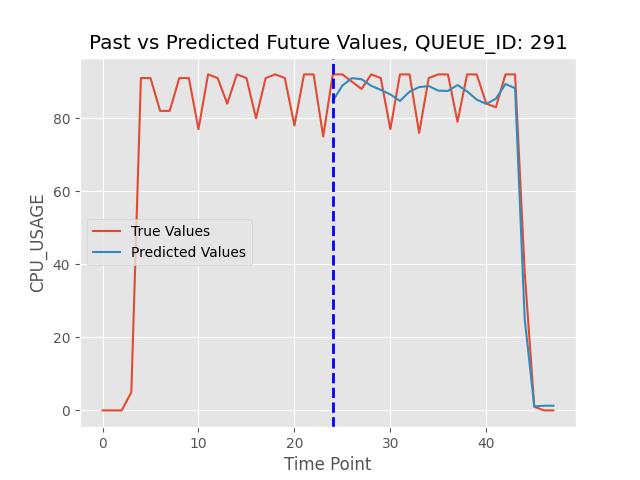 Past vs Predicted Future Values, QUEUE_ID: 291
CPU_USAGE
80
60
40
20
0
True Values
Predicted Values
0 10 20 30 40
Time Point